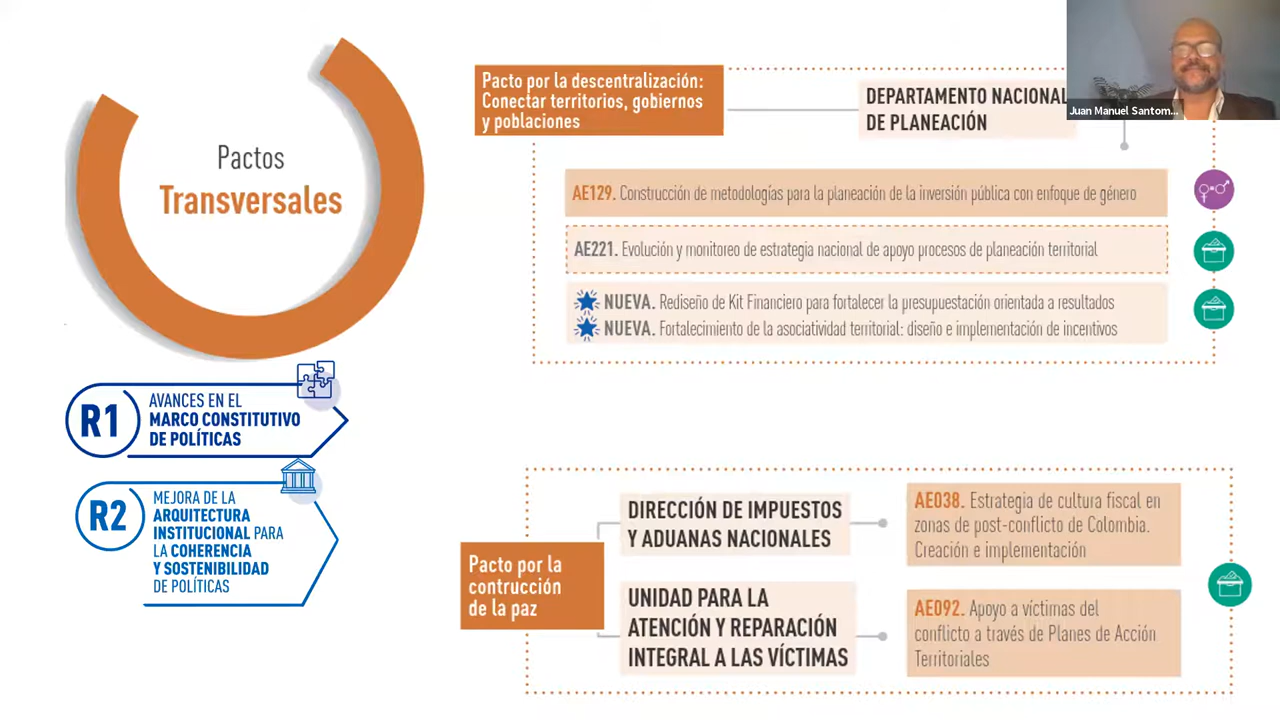 Pactos
Transversales
R1
AVANCES EN EL
MARCO CONSTITUTIVO
DE POLÍTICAS
R2
MEJORA DE LA
ARQUITECTURA
INSTITUCIONAL PARA
LA COHERENCIA
Y SOSTENIBILIDAD
DE POLÍTICAS
Pacto por la descentralización:
Conectar territorios, gobiernos
y poblaciones
DEPARTAMENTO NACIONAL
DE PLANEACIÓN
Juan Manuel Santom...
AE129. Construcción de metodologías para la planeación de la inversión pública con enfoque de género
AE221. Evolución y monitoreo de estrategia nacional de apoyo procesos de planeación territorial
NUEVA. Rediseño de Kit Financiero para fortalecer la presupuestación orientada a resultados
NUEVA. Fortalecimiento de la asociatividad territorial: diseño e implementación de incentivos
Pacto por la
contrucción
de la paz
DIRECCIÓN DE IMPUESTOS
Y ADUANAS NACIONALES
AE038. Estrategia de cultura fiscal en
zonas de post-conflicto de Colombia.
Creación e implementación
UNIDAD PARA LA
ATENCIÓN Y REPARACIÓN
INTEGRAL A LAS VÍCTIMAS
AE092. Apoyo a víctimas del
conflicto a través de Planes de Acción
Territoriales